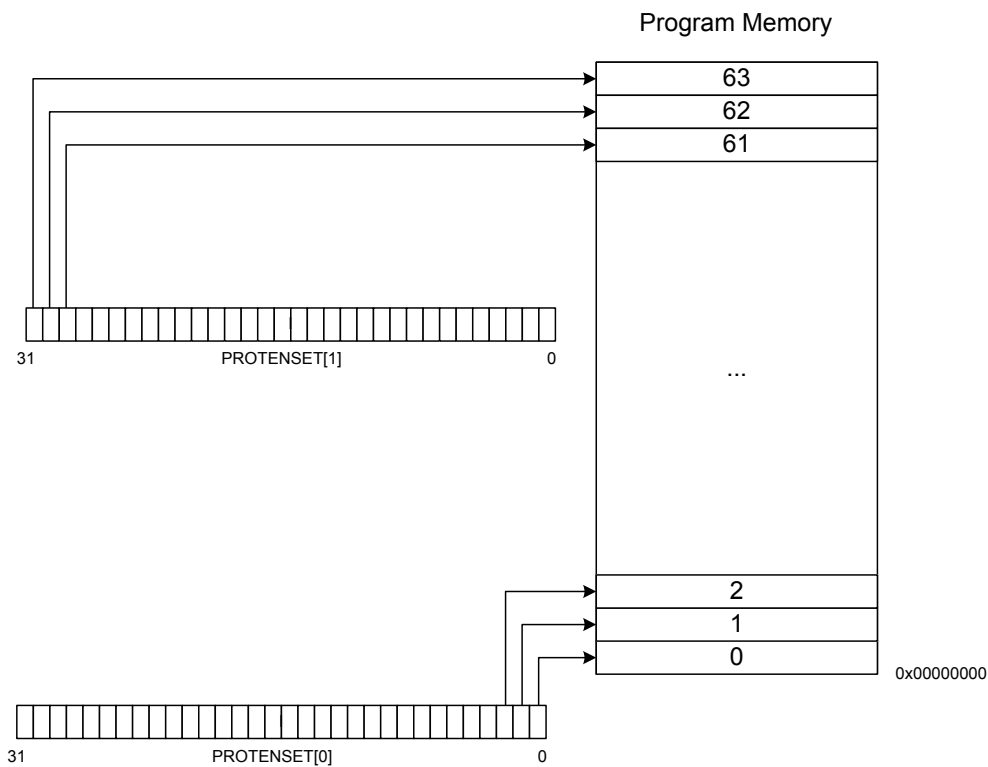 Program Memory
63
62
61
31
PROTENSET[1]
0
...
2
1
0
0x00000000
31
PROTENSET[0]
0